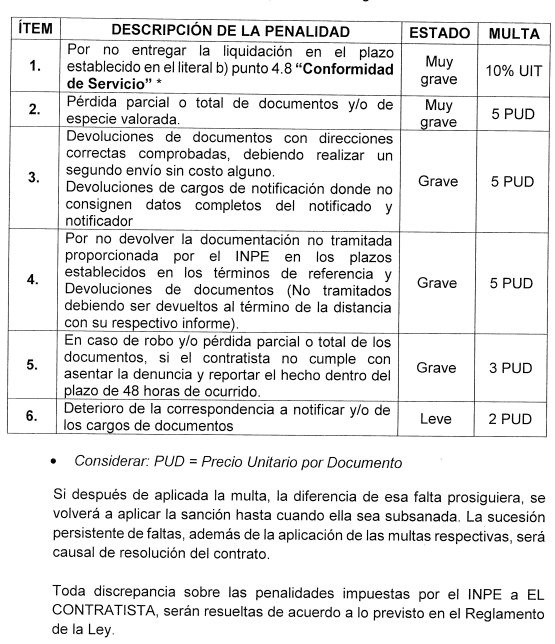 ÍTEM DESCRIPCIÓN DE LA PENALIDAD ESTADO MULTA
1. Por no entregar la liquidación en el plazo
establecido en el literal b) punto 4.8 “Conformidad
de Servicio” *
Muy
grave
10% UIT
2. Pérdida parcial o total de documentos y/o de
especie valorada.
Muy
grave
5 PUD
3. Devoluciones de documentos con direcciones
correctas comprobadas, debiendo realizar un
segundo envío sin costo alguno.
Devoluciones de cargos de notificación donde no
consignen datos completos del notificado y
notificador
Grave
5 PUD
4. Por no devolver la documentación no tramitada
proporcionada por el INPE en los plazos
establecidos en los términos de referencia y
Devoluciones de documentos (No tramitados
debiendo ser devueltos al término de la distancia
con su respectivo informe).
Grave
5 PUD
5. En caso de robo y/o pérdida parcial o total de los
documentos, si el contratista no cumple con
asentar la denuncia y reportar el hecho dentro del
plazo de 48 horas de ocurrido.
Grave
3 PUD
6. Deterioro de la correspondencia a notificar y/o de
los cargos de documentos
Leve
2 PUD
• Considerar: PUD = Precio Unitario por Documento
Si después de aplicada la multa, la diferencia de esa falta prosiguiera, se
volverá a aplicar la sanción hasta cuando ella sea subsanada. La sucesión
persistente de faltas, además de la aplicación de las multas respectivas, será
causal de resolución del contrato.
Toda discrepancia sobre las penalidades impuestas por el INPE a EL
CONTRATISTA, serán resueltas de acuerdo a lo previsto en el Reglamento
de la Ley.